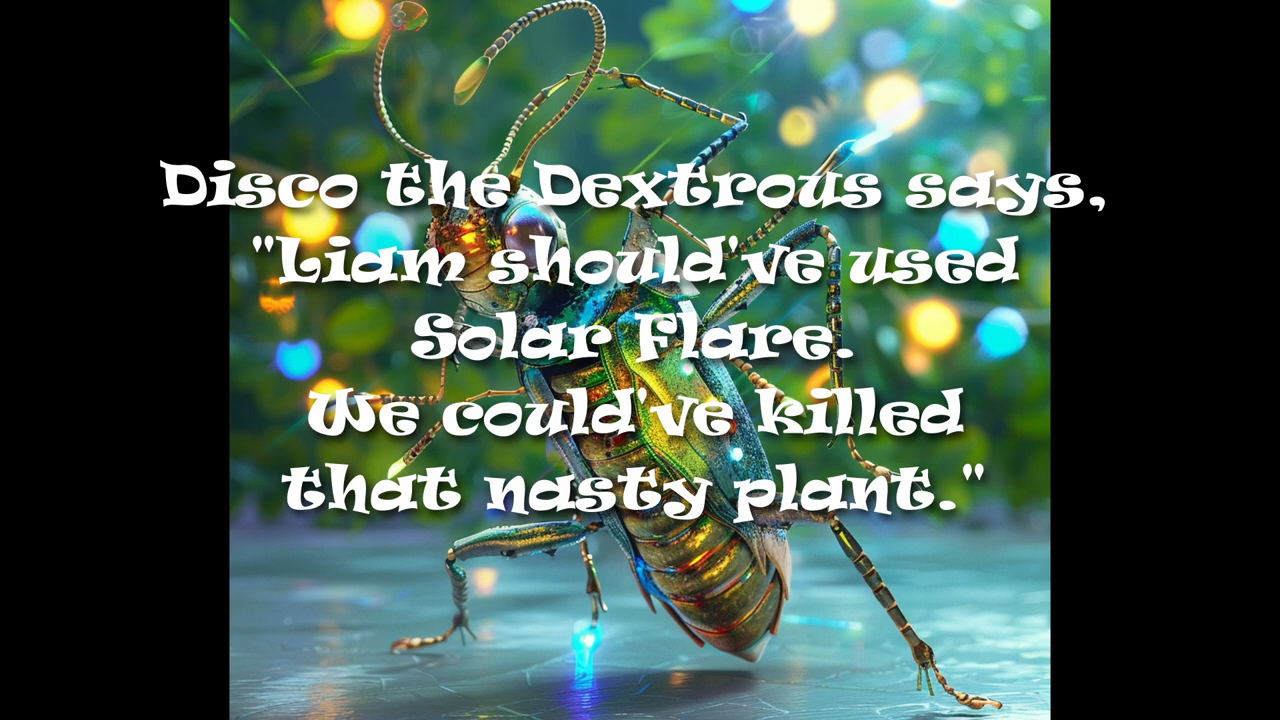 Disco the Dextrous says,
"Liam should've used
Solar Flare.
We could've killed
that nasty plant."